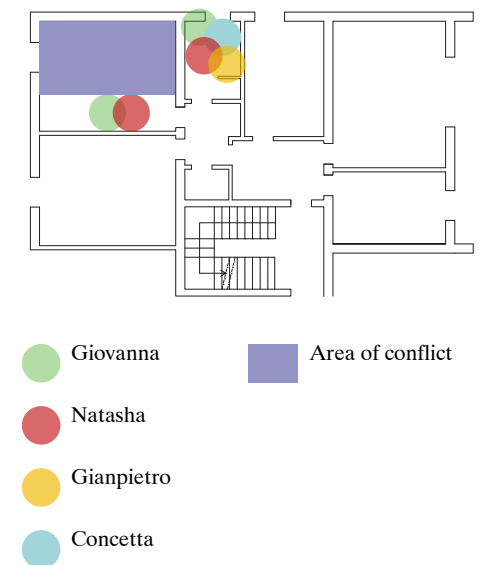 Giovanna
Area of conflict
Natasha
Gianpietro
Concetta